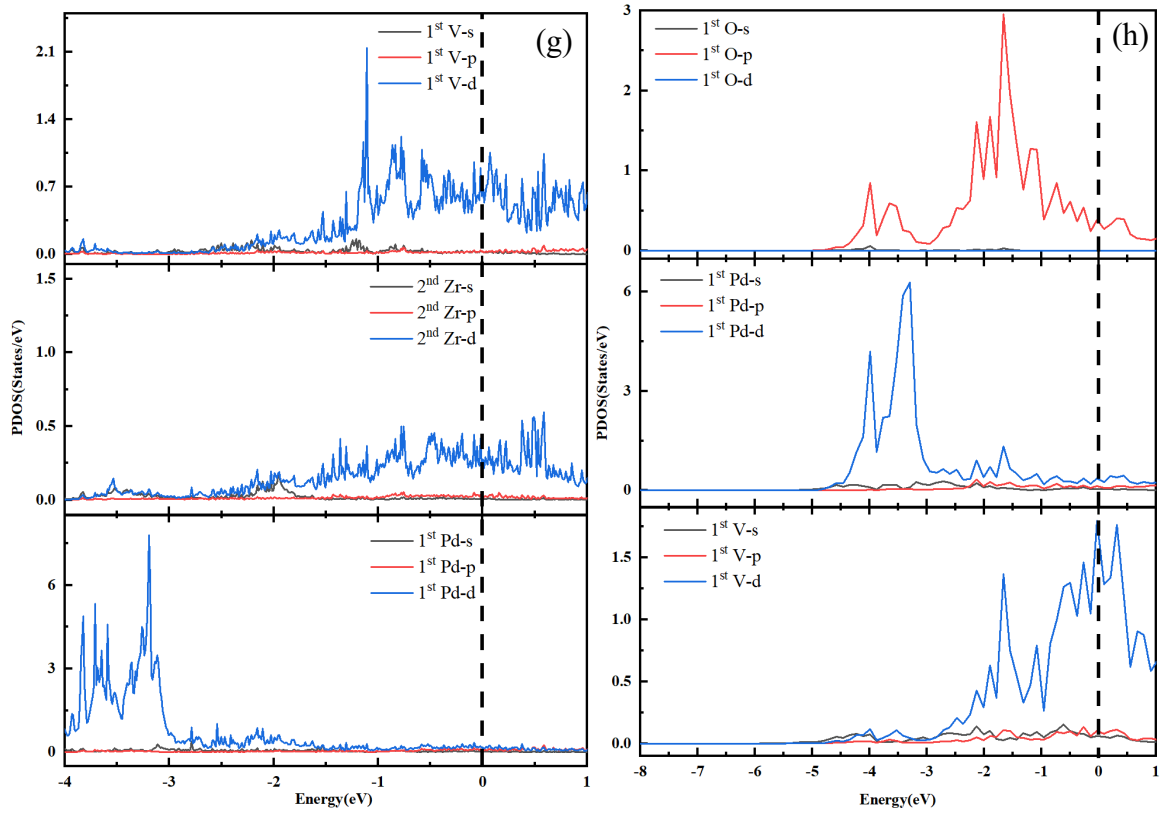 (g)
1st V-s
1st V-p
1st V-d
2.1
1.4
0.7
0.0
2nd Zr-s
2nd Zr-p
2nd Zr-d
1.5
1.0
0.5
0.0
PDOS(States/eV)
1st Pd-s
1st Pd-p
1st Pd-d
6
3
0
-4 -3 -2 -1 0 1
Energy(eV)
(h)
1st O-s
1st O-p
1st O-d
3
2
1
0
1st Pd-s
1st Pd-p
1st Pd-d
6
3
0
PDOS(States/eV)
1st V-s
1st V-p
1st V-d
1.5
1.0
0.5
0.0
-8 -7 -6 -5 -4 -3 -2 -1 0 1
Energy(eV)